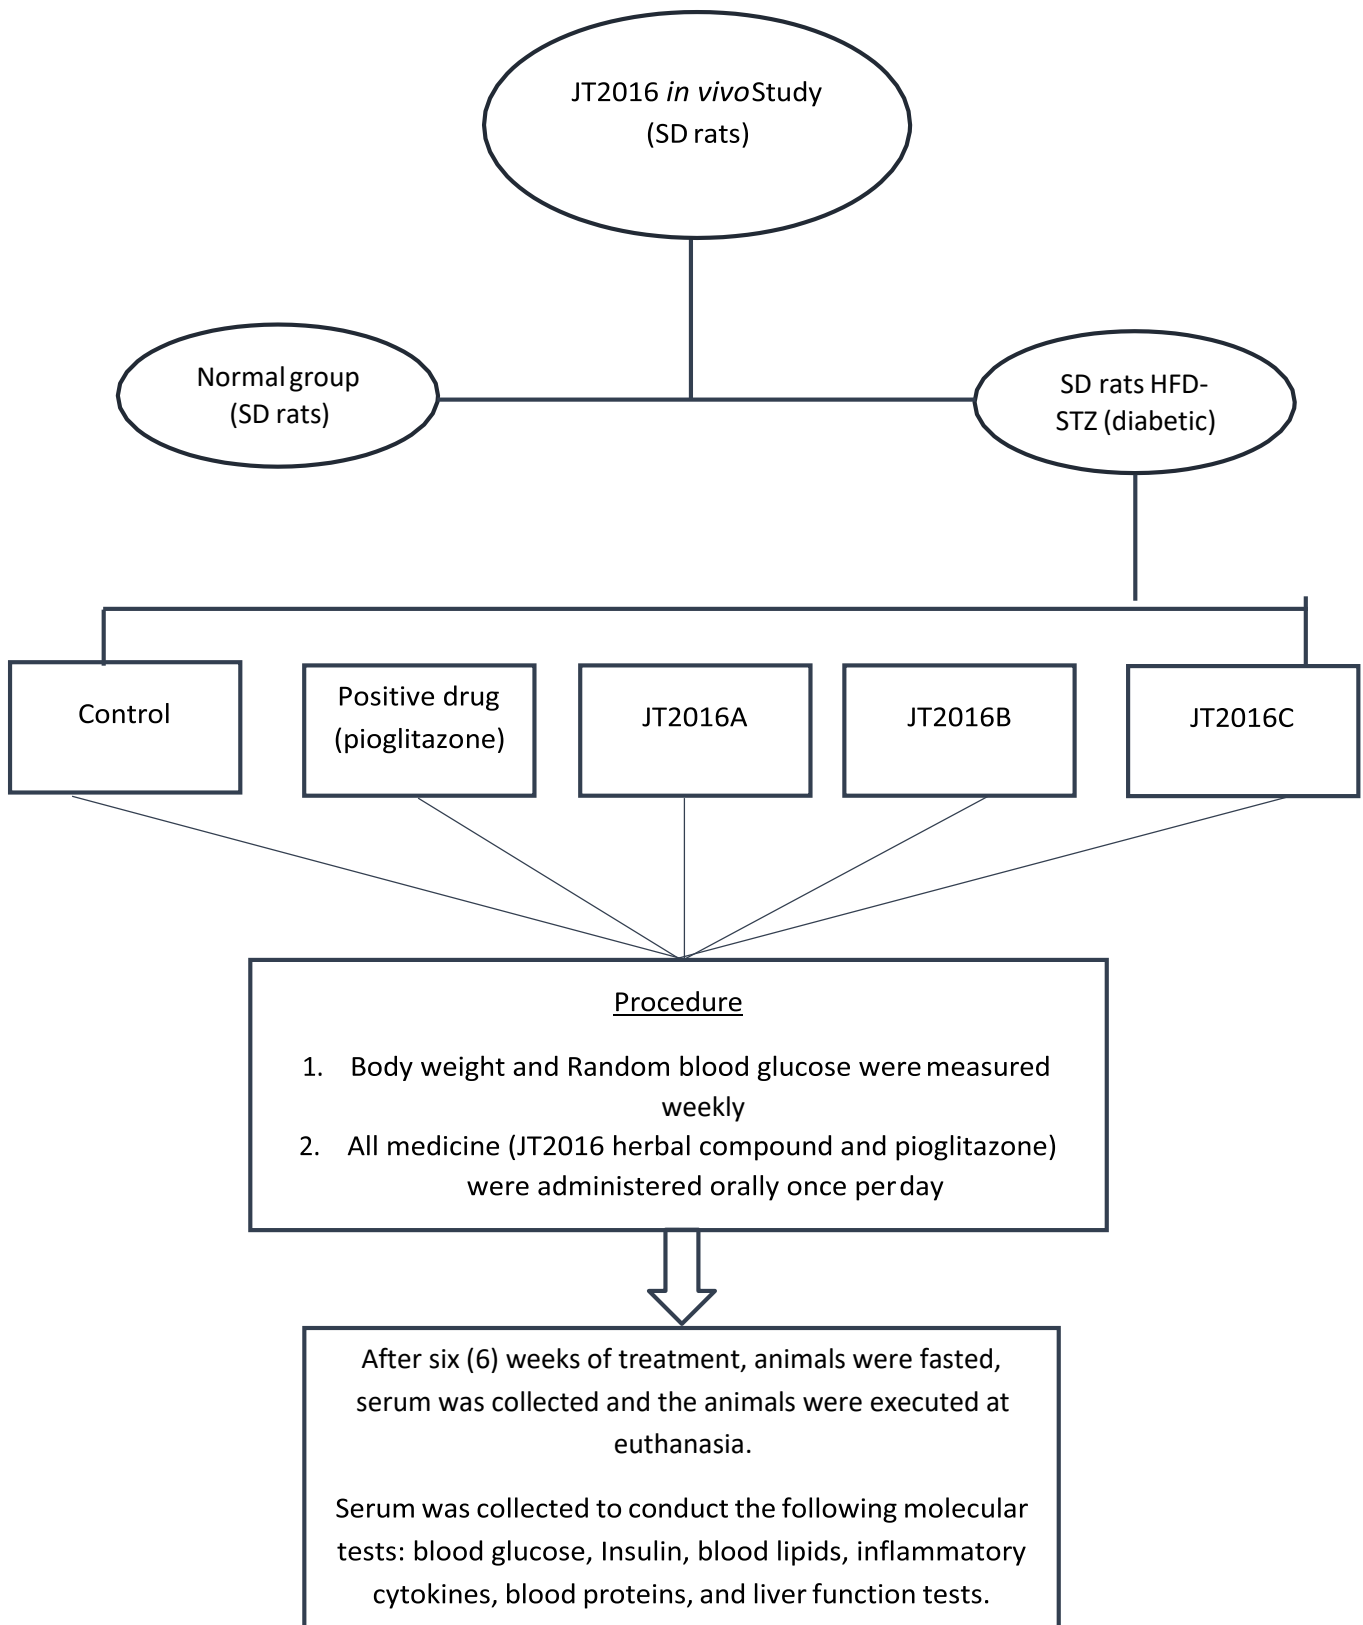 JT2016 in vivo Study
(SD rats)
Normal group
(SD rats)
SD rats HFD-
STZ (diabetic)
Control
Positive drug
(pioglitazone)
JT2016A
JT2016B
JT2016C
Procedure
1. Body weight and Random blood glucose were measured
weekly
2. All medicine (JT2016 herbal compound and pioglitazone)
were administered orally once per day
After six (6) weeks of treatment, animals were fasted,
serum was collected and the animals were executed at
euthanasia.
Serum was collected to conduct the following molecular
tests: blood glucose, Insulin, blood lipids, inflammatory
cytokines, blood proteins, and liver function tests.